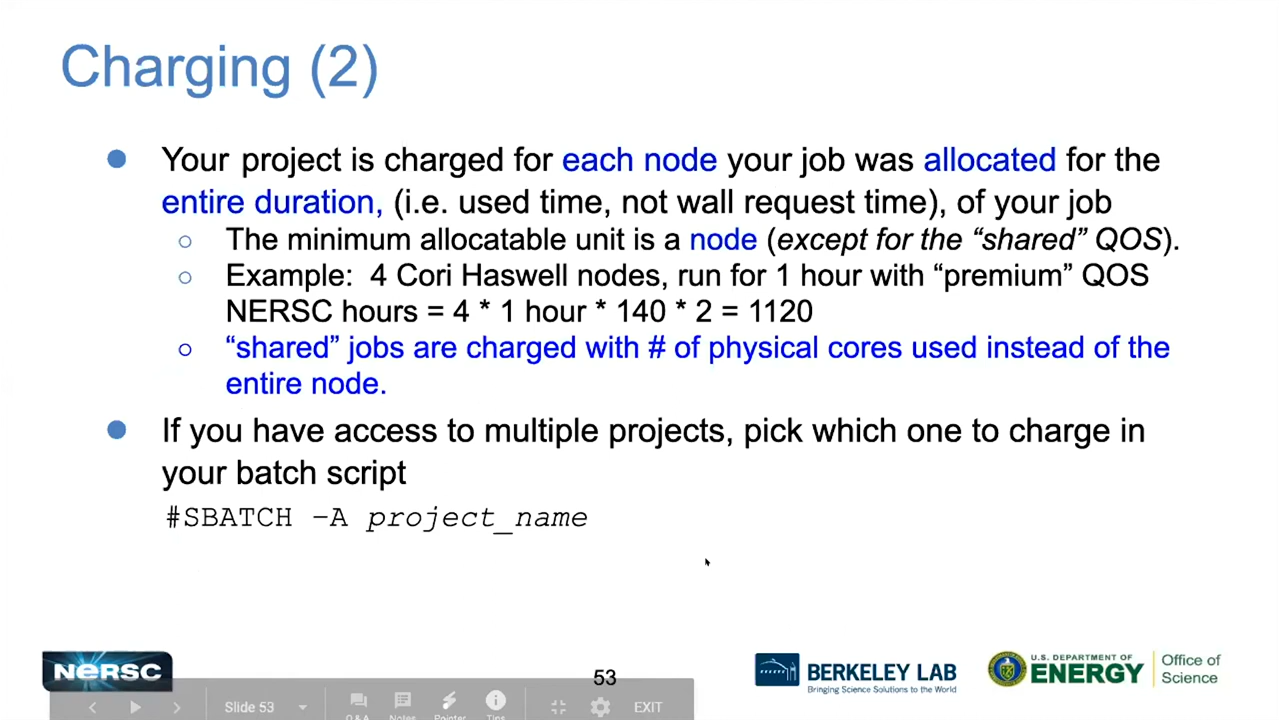 Charging (2)
● Your project is charged for each node your job was allocated for the
entire duration, (i.e. used time, not wall request time), of your job
○ The minimum allocatable unit is a node (except for the “shared” QOS).
○ Example: 4 Cori Haswell nodes, run for 1 hour with “premium” QOS
NERSC hours = 4 * 1 hour * 140 * 2 = 1120
○ “shared” jobs are charged with # of physical cores used instead of the
entire node.
● If you have access to multiple projects, pick which one to charge in
your batch script
#SBATCH –A project_name
NERSC
53
BERKELEY LAB
Bringing Science Solutions to the World
U.S. DEPARTMENT OF
ENERGY
Office of
Science
Slide 53
Q&A
Notes
Pointer
Tips
EXIT